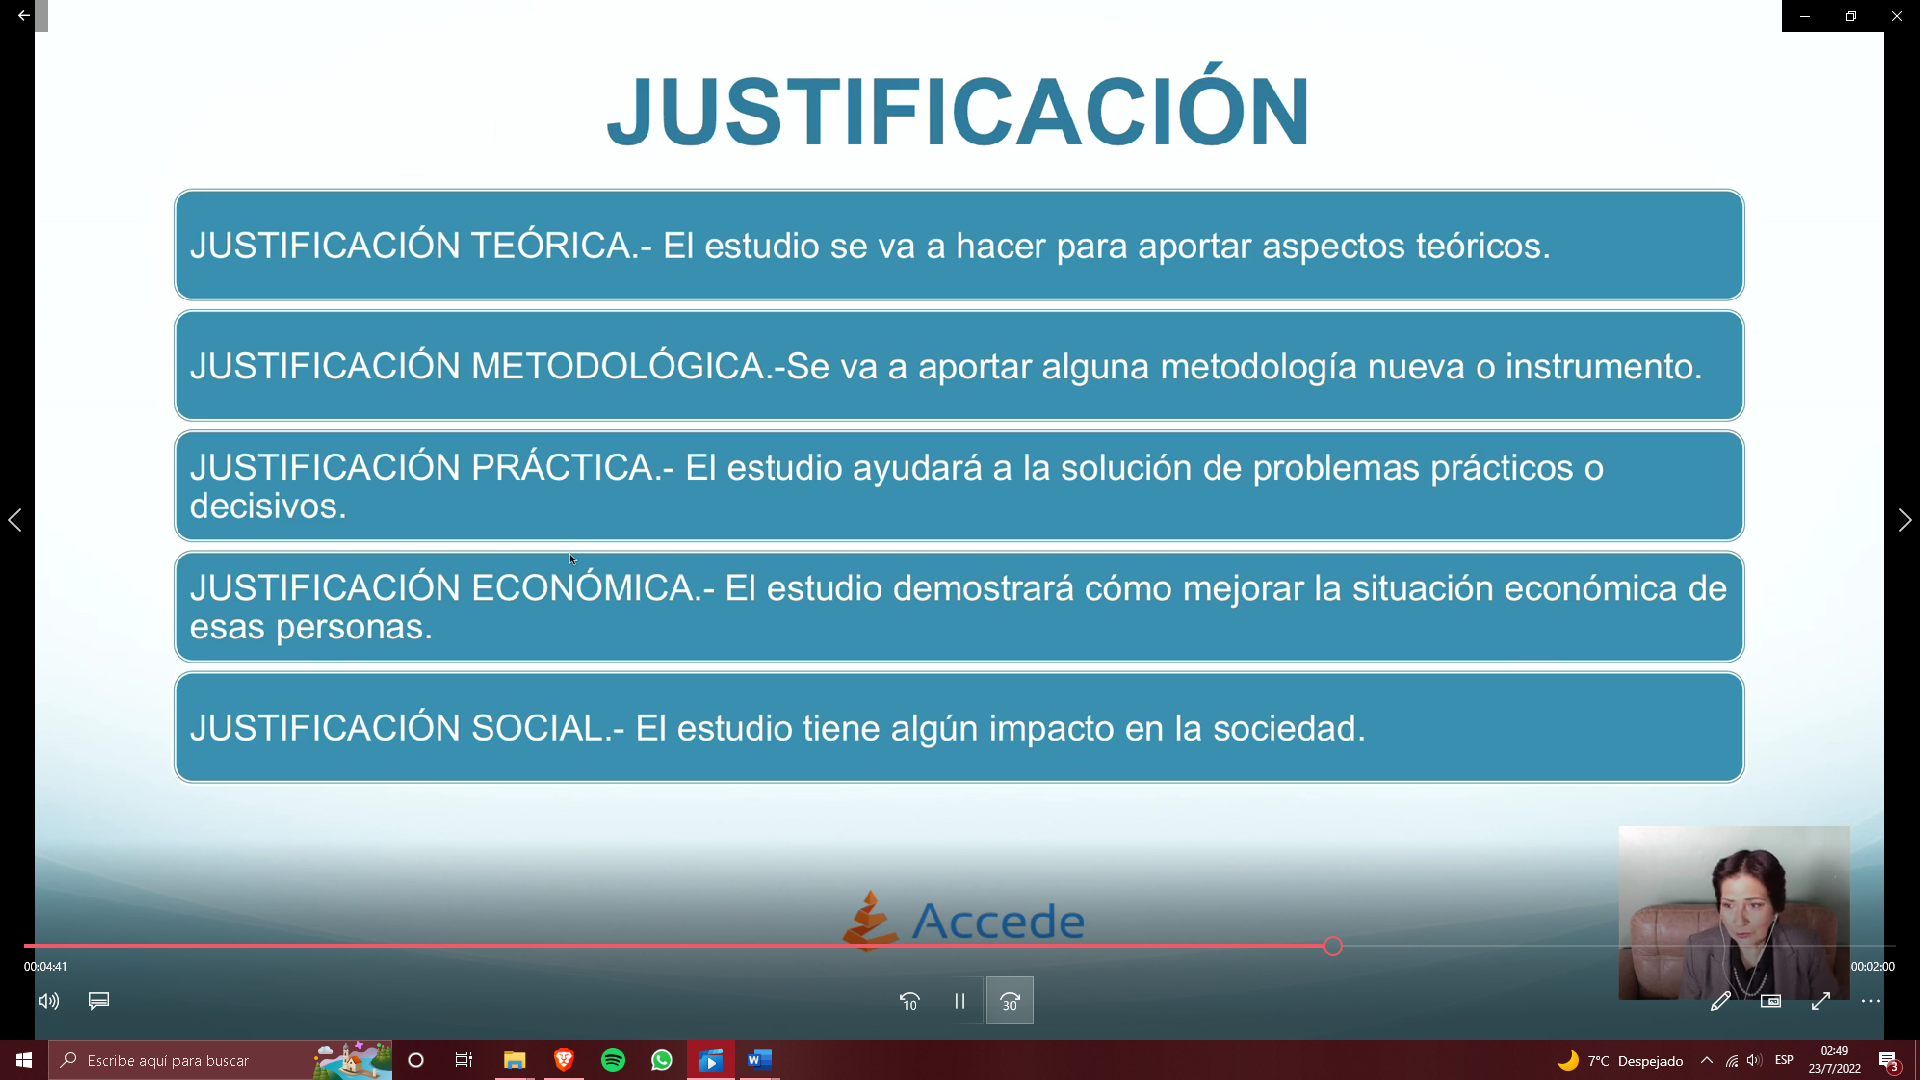 JUSTIFICACIÓN
JUSTIFICACIÓN TEÓRICA.- El estudio se va a hacer para aportar aspectos teóricos.
JUSTIFICACIÓN METODOLÓGICA.-Se va a aportar alguna metodología nueva o instrumento.
JUSTIFICACIÓN PRÁCTICA.- El estudio ayudará a la solución de problemas prácticos o
decisivos.
JUSTIFICACIÓN ECONÓMICA.- El estudio demostrará cómo mejorar la situación económica de
esas personas.
JUSTIFICACIÓN SOCIAL.- El estudio tiene algún impacto en la sociedad.
Accede
00:04:41
00:02:00
10
30
Escribe aquí para buscar
W
7°C Despejado
ESP
02:49
23/7/2022
3